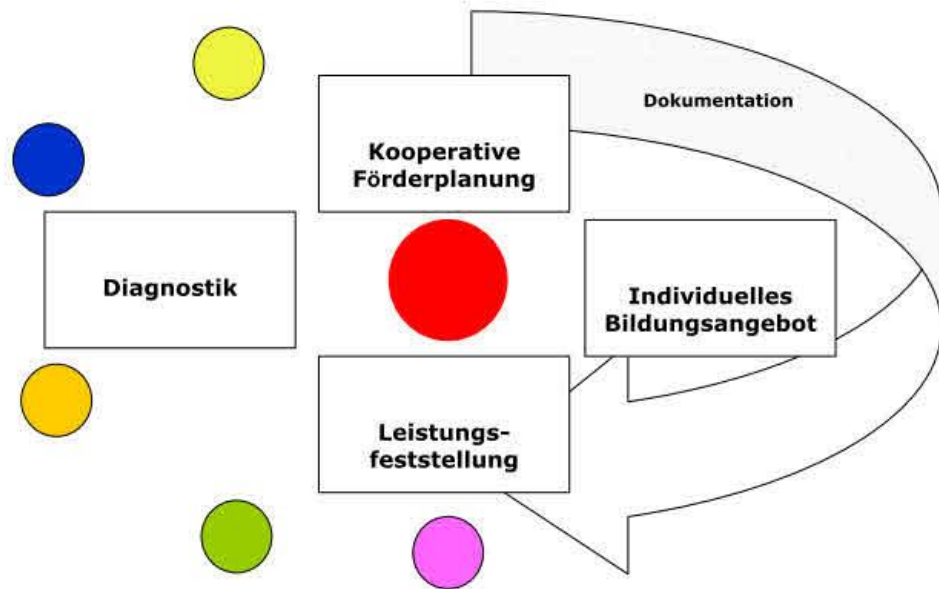 Dokumentation
Kooperative
Förderplanung
Diagnostik
Individuelles
Bildungsangebot
Leistungs-
feststellung